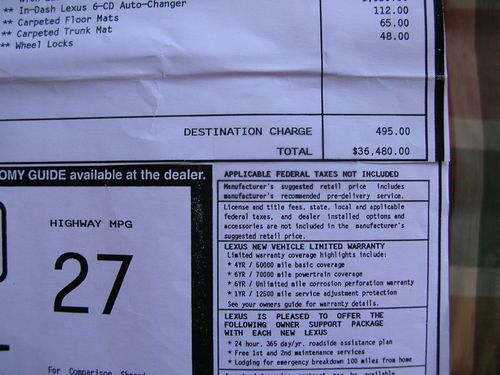 ** In-Dash Lexus 6-CD Auto-Changer
** Carpeted Floor Mats 112.00
** Carpeted Trunk Mat 65.00
** Wheel Locks 48.00
DESTINATION CHARGE 495.00
TOTAL $36,480.00
OMY GUIDE available at the dealer.
HIGHWAY MPG
27
For Comparison Shopp
APPLICABLE FEDERAL TAXES NOT INCLUDED
Manufacturer's suggested retail price includes
manufacturer's recommended pre-delivery service.
License and title fees, state, local and applicable
federal taxes, and dealer installed options and
accessories are not included in the manufacturer's
suggested retail price.
LEXUS NEW VEHICLE LIMITED WARRANTY
Limited warranty coverage highlights include:
* 4YR / 50000 mile basic coverage
* 6YR / 70000 mile powertrain coverage
* 6YR / Unlimited mile corrosion perforation warranty
* 1YR / 12500 mile service adjustment protection
See your owners guide for warranty details.
LEXUS IS PLEASED TO OFFER THE
FOLLOWING OWNER SUPPORT PACKAGE
WITH EACH NEW LEXUS
* 24 hour, 365 day/yr. roadside assistance plan
* Free 1st and 2nd maintenance services
* Lodging for emergency breakdown 100 miles from home